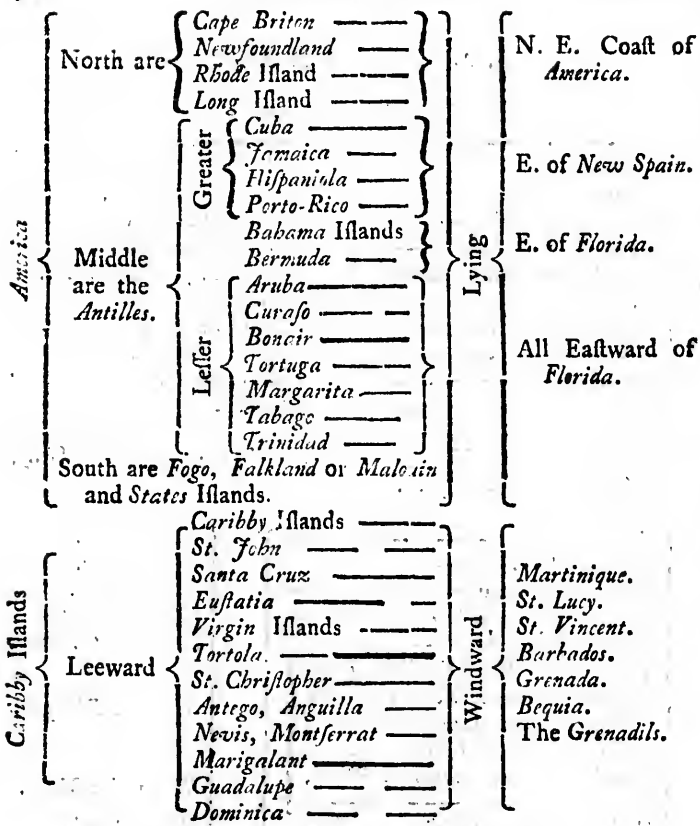 America
North are
Cape Briton
Newfoundland
Rhode Iſland
Long Iſland
N. E. Coaſt of
America.
Middle
are the
Antilles.
Greater
Cuba
Jamaica
Hiſpaniola
Porto-Rico
E. of New Spain.
Bahama Iſlands
Bermuda
E. of Florida.
Leſſer
Aruba
Curaſo
Bonair
Tortuga
Margarita
Tabago
Trinidad
Lying
All Eaſtward of
Florida.
South are Fogo, Falkland or Malouin
and States Iſlands.
Caribby Iſlands
Leeward
Caribby Iſlands
St. John
Santa Cruz
Euſtatia
Virgin Iſlands
Tortola.
St. Chriſtopher
Antego, Anguilla
Nevis, Montſerrat
Marigalant
Guadalupe
Dominica
Windward
Martinique.
St. Lucy.
St. Vincent.
Barbados.
Grenada.
Bequia.
The Grenadils.